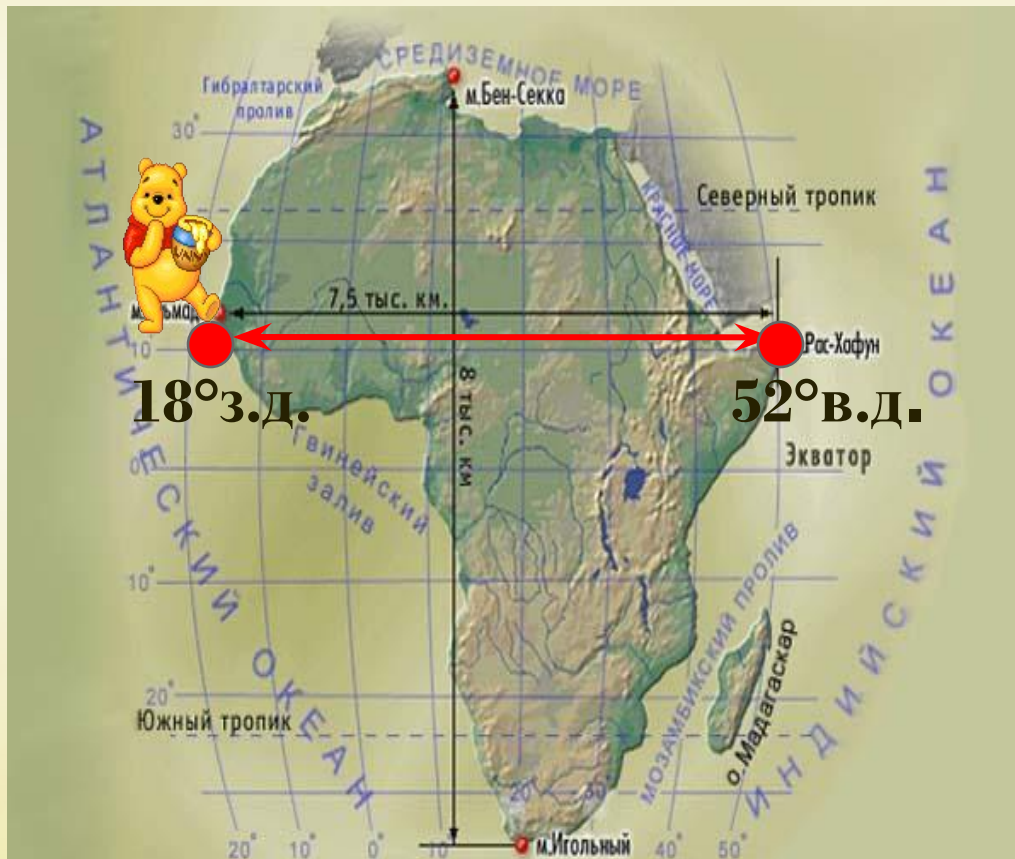 СРЕДИЗЕМНОЕ МОРЕ
Гибралтарский
пролив
м.Бен-Секка
30°
АТЛАНТИЧЕСКИЙ ОКЕАН
КРАСНОЕ МОРЕ
Северный тропик
7,5 тыс. км.
10°
Рас-Хафун
18°з.д.
52°в.д.
8 тыс. км
Гвинейский
залив
0°
Экватор
ИНДИЙСКИЙ ОКЕАН
10°
МОЗАМБИКСКИЙ ПРОЛИВ
о.Мадагаскар
20°
Южный тропик
20°
30°
20°
10°
0°
10°
м.Игольный
40°
50°